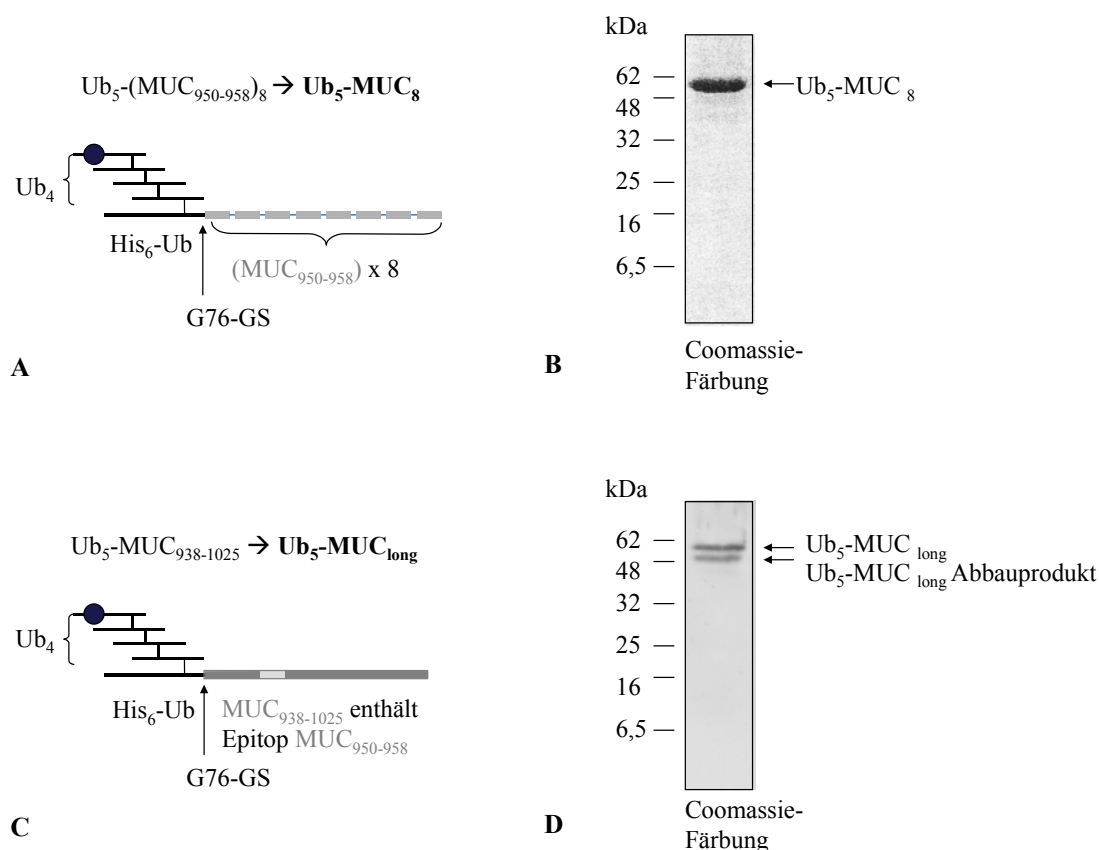 Ub5-(MUC950-958)8 → Ub5-MUC8
Ub4
His6-Ub
(MUC950-958) x 8
G76-GS
A
kDa
62
48
32
25
16
6,5
Ub5-MUC 8
Coomassie-
Färbung
B
Ub5-MUC938-1025 → Ub5-MUClong
Ub4
His6-Ub
MUC938-1025 enthält
Epitop MUC950-958
G76-GS
C
kDa
62
48
32
25
16
6,5
Ub5-MUC long
Ub5-MUC long Abbauprodukt
Coomassie-
Färbung
D